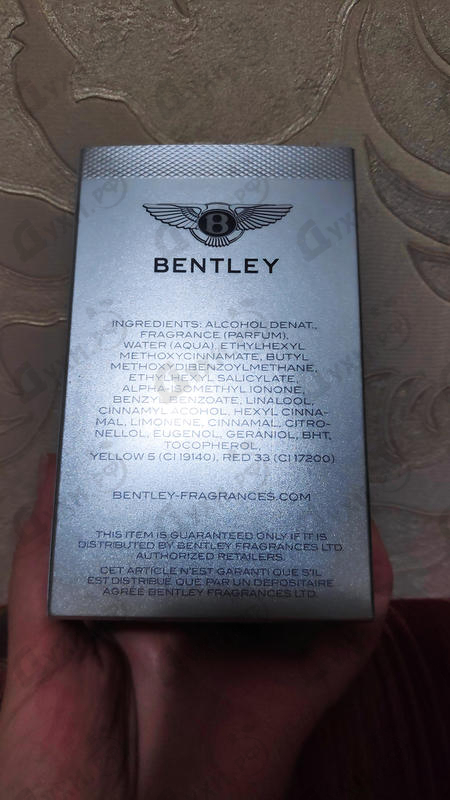 B
BENTLEY
INGREDIENTS: ALCOHOL DENAT.,
FRAGRANCE (PARFUM),
WATER (AQUA), ETHYLHEXYL
METHOXYCINNAMATE, BUTYL
METHOXYDIBENZOYLMETHANE,
ETHYLHEXYL SALICYLATE,
ALPHA-ISOMETHYL IONONE,
BENZYL BENZOATE, LINALOOL,
CINNAMYL ALCOHOL, HEXYL CINNA-
MAL, LIMONENE, CINNAMAL, CITRO-
NELLOL, EUGENOL, GERANIOL, BHT,
TOCOPHEROL,
YELLOW 5 (CI 19140), RED 33 (CI 17200)
BENTLEY-FRAGRANCES.COM
THIS ITEM IS GUARANTEED ONLY IF IT IS
DISTRIBUTED BY BENTLEY FRAGRANCES LTD
AUTHORIZED RETAILERS.
CET ARTICLE N'EST GARANTI QUE S'IL
EST DISTRIBUÉ QUE PAR UN DÉPOSITAIRE
AGRÉÉ BENTLEY FRAGRANCES LTD.